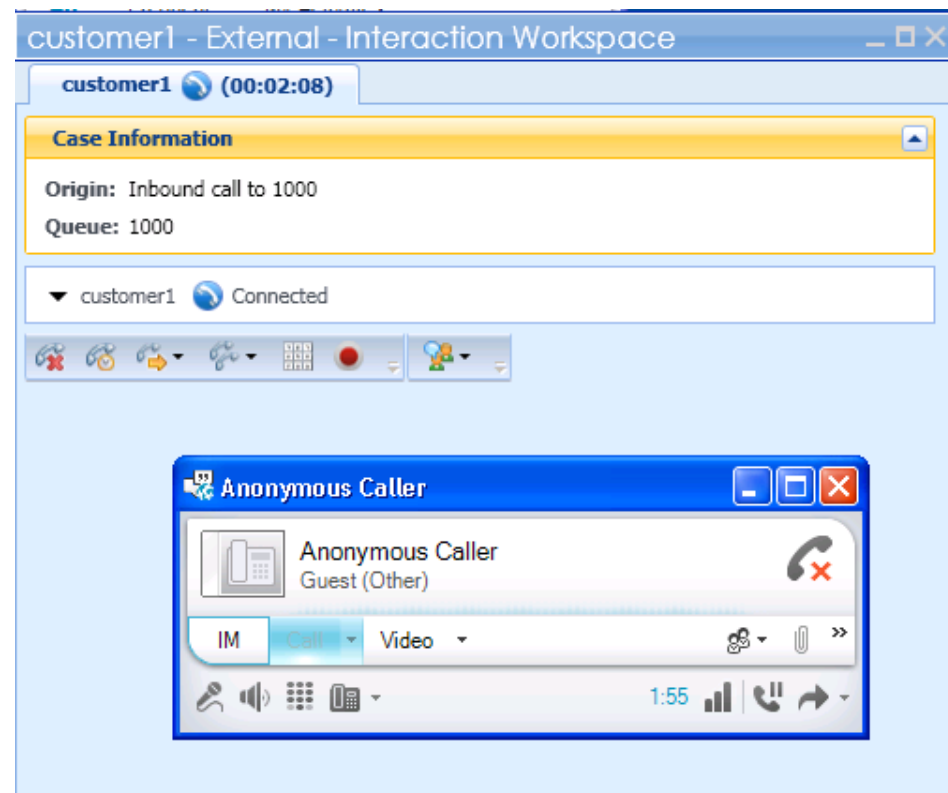 customer1 - External - Interaction Workspace
customer1 (00:02:08)
Case Information
Origin: Inbound call to 1000
Queue: 1000
customer1 Connected
Anonymous Caller
Anonymous Caller
Guest (Other)
IM Call Video
1:55